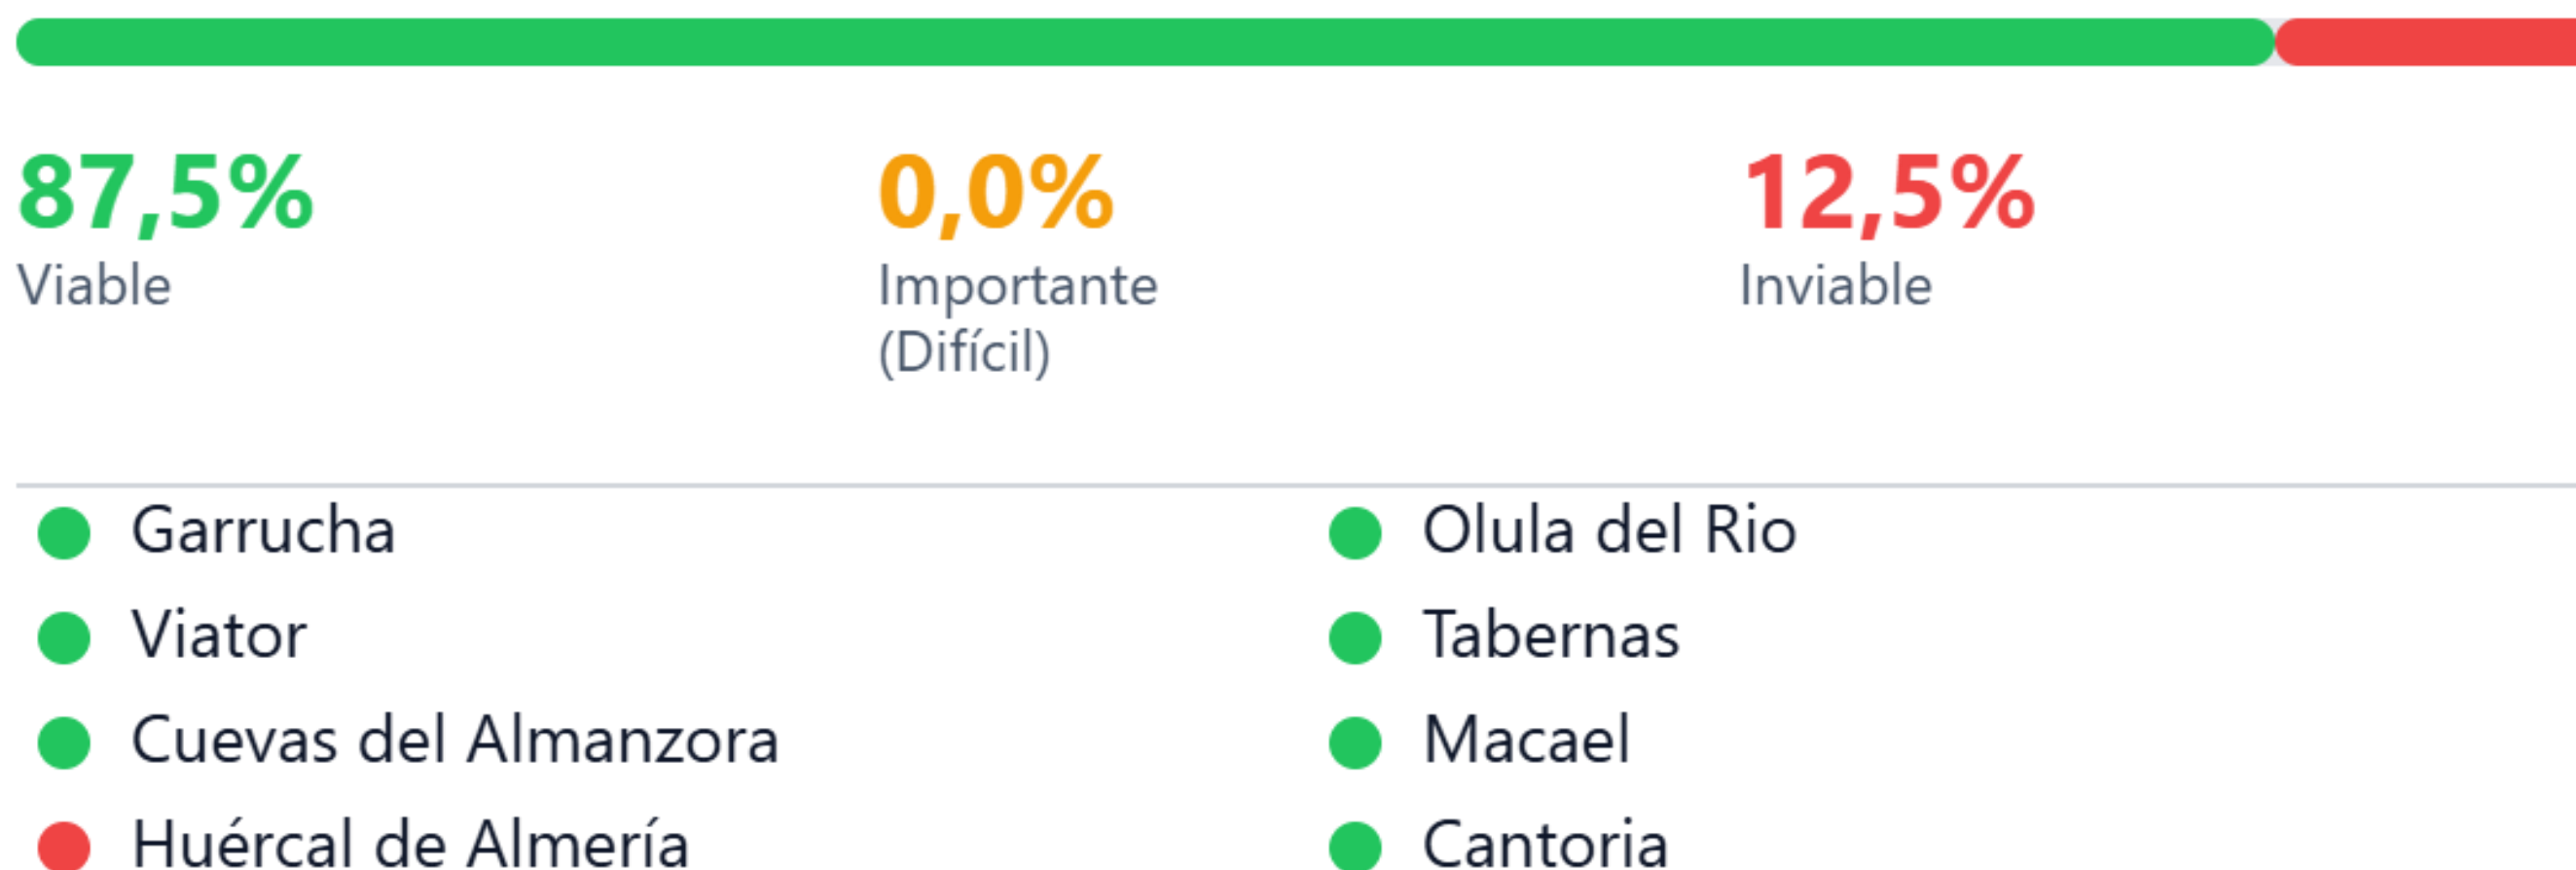 87,5%
Viable
0,0%
Importante
(Difícil)
12,5%
Inviable
Garrucha
Viator
Cuevas del Almanzora
Huércal de Almería
Olula del Rio
Tabernas
Macael
Cantoria